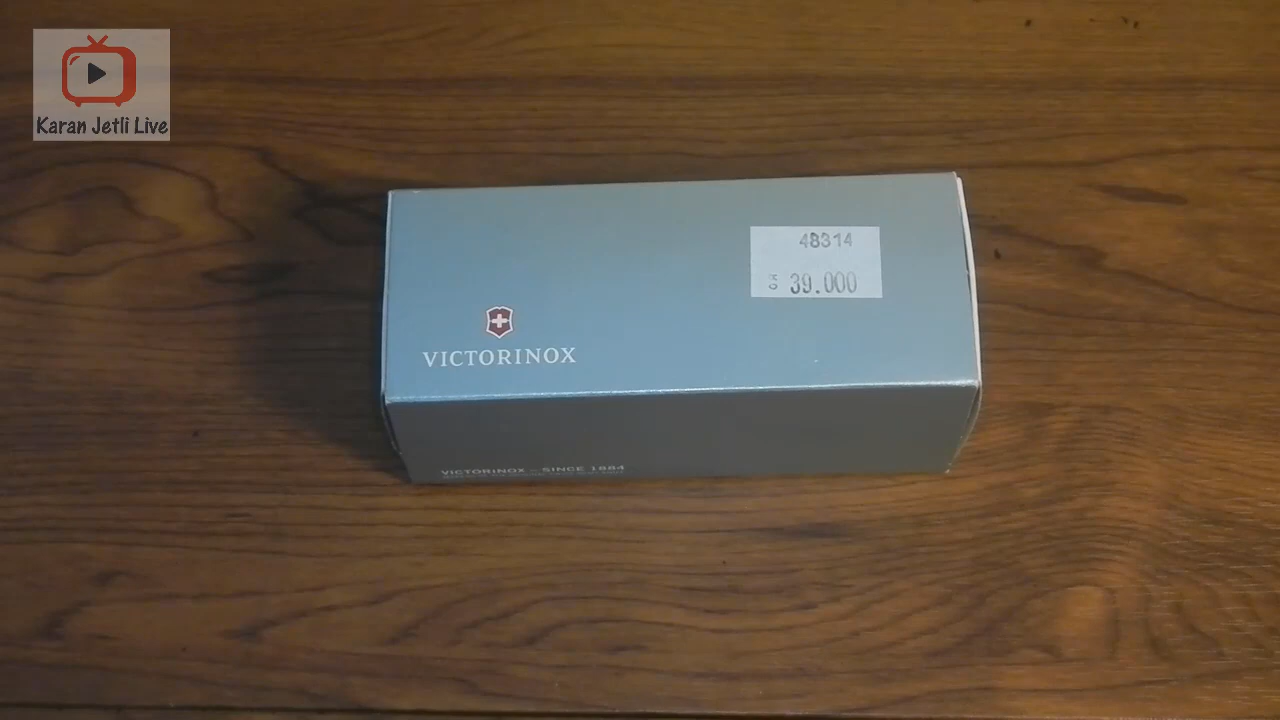 Karan Jetli Live
48314
39.000
VICTORINOX
VICTORINOX – SINCE 1884